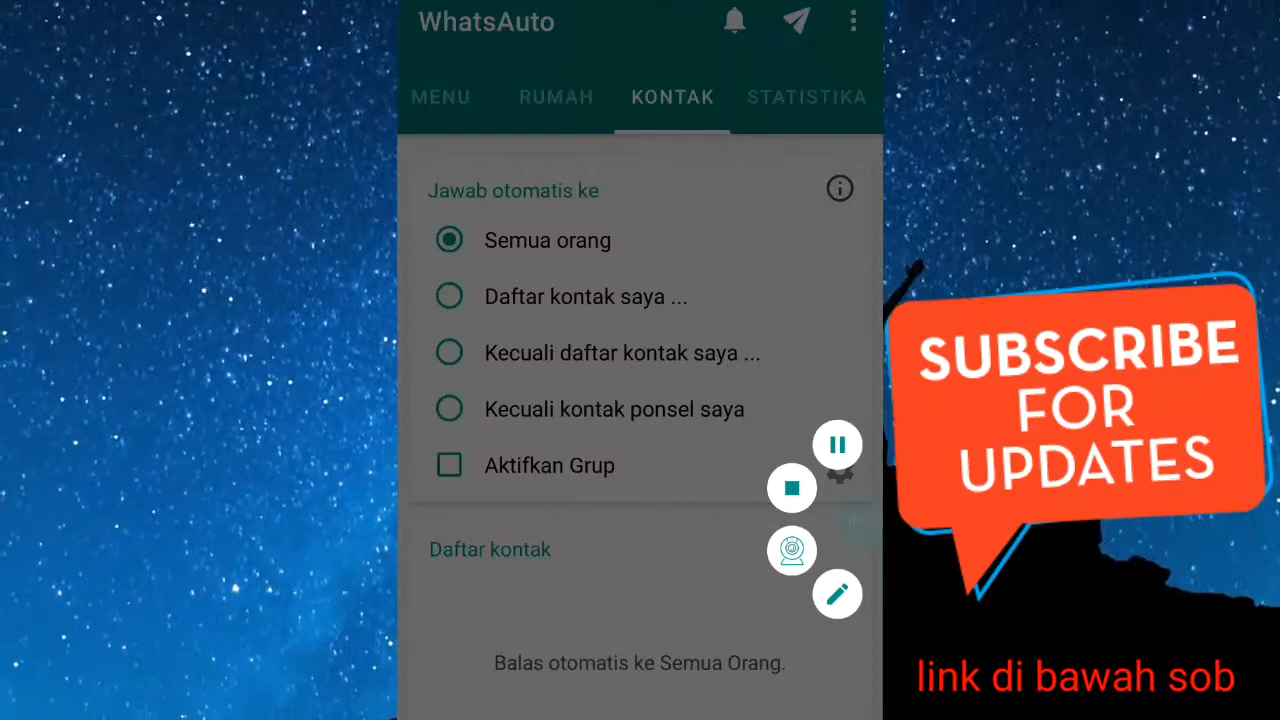 WhatsAuto
MENU RUMAH KONTAK STATISTIKA
Jawab otomatis ke
Semua orang
Daftar kontak saya ...
Kecuali daftar kontak saya ...
Kecuali kontak ponsel saya
Aktifkan Grup
Daftar kontak
Balas otomatis ke Semua Orang.
SUBSCRIBE
FOR
UPDATES
link di bawah sob